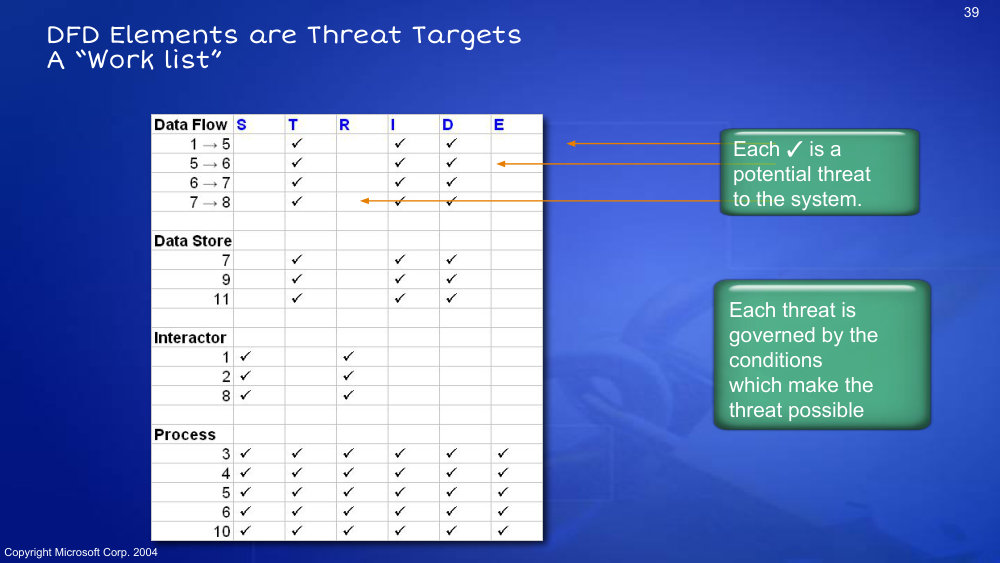 39
DFD Elements are Threat Targets
A “Work list”
Data Flow S T R I D E
1 → 5 ✓ ✓ ✓
5 → 6 ✓ ✓ ✓
6 → 7 ✓ ✓ ✓
7 → 8 ✓ ✓ ✓
Data Store
7 ✓ ✓ ✓
9 ✓ ✓ ✓
11 ✓ ✓ ✓
Interactor
1 ✓ ✓
2 ✓ ✓
8 ✓ ✓
Process
3 ✓ ✓ ✓ ✓ ✓ ✓
4 ✓ ✓ ✓ ✓ ✓ ✓
5 ✓ ✓ ✓ ✓ ✓ ✓
6 ✓ ✓ ✓ ✓ ✓ ✓
10 ✓ ✓ ✓ ✓ ✓ ✓
Each ✓ is a
potential threat
to the system.
Each threat is
governed by the
conditions
which make the
threat possible
Copyright Microsoft Corp. 2004